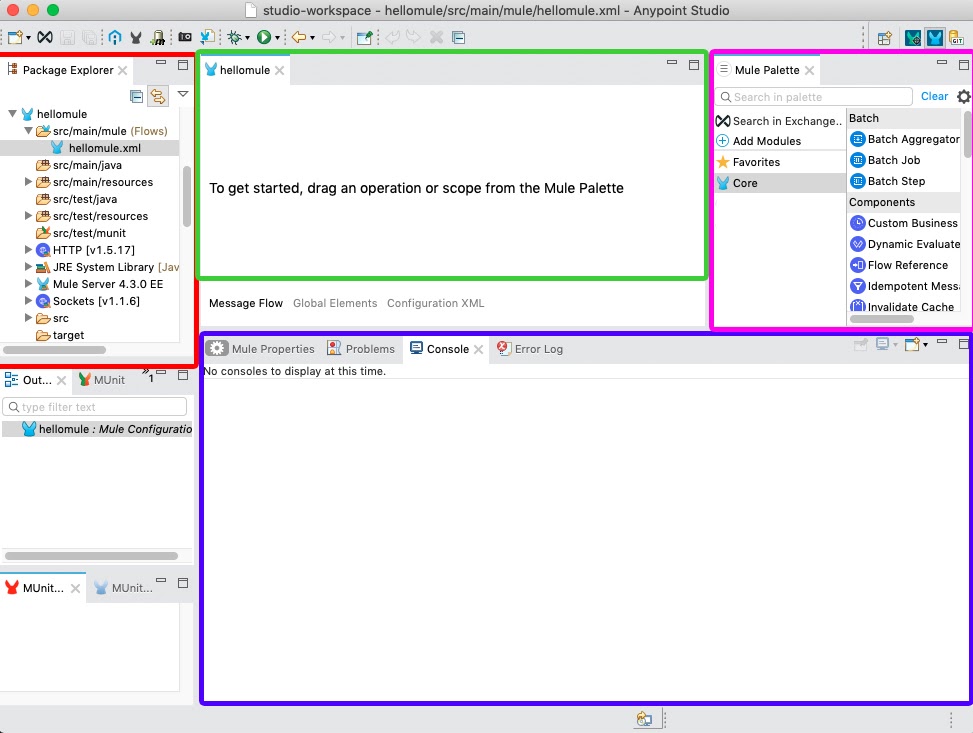 studio-workspace - hellomule/src/main/mule/hellomule.xml - Anypoint Studio
Package Explorer
hellomule
src/main/mule (Flows)
hellomule.xml
src/main/java
src/main/resources
src/test/java
src/test/resources
src/test/munit
HTTP [v1.5.17]
JRE System Library [Jav
Mule Server 4.3.0 EE
Sockets [v1.1.6]
src
target
hellomule
To get started, drag an operation or scope from the Mule Palette
Message Flow Global Elements Configuration XML
Mule Palette
Search in palette Clear
Search in Exchange..
Add Modules
Favorites
Core
Batch
Batch Aggregator
Batch Job
Batch Step
Components
Custom Business
Dynamic Evaluate
Flow Reference
Idempotent Messa
Invalidate Cache
Out... MUnit 1
type filter text
hellomule : Mule Configuratio
MUnit... MUnit...
Mule Properties Problems Console Error Log
No consoles to display at this time.